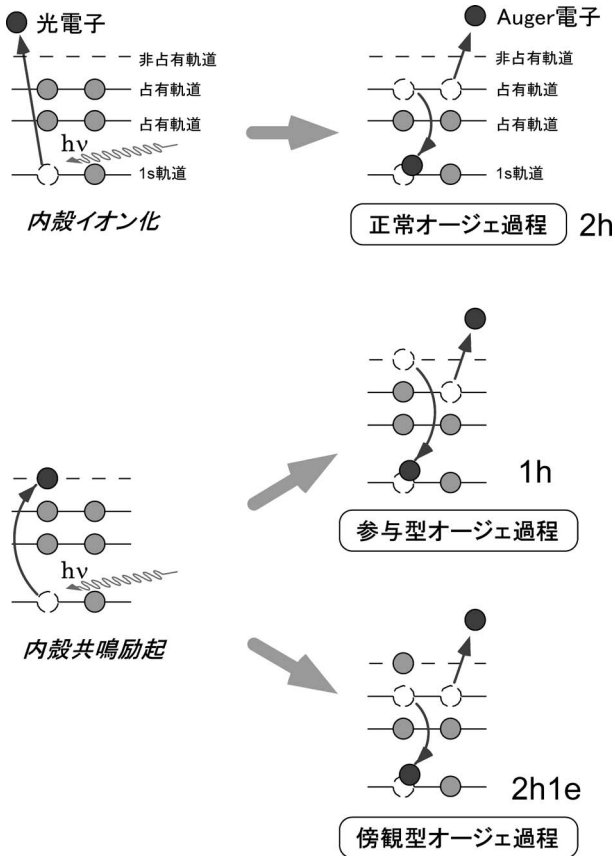 光電子
非占有軌道
占有軌道
占有軌道
hν
1s軌道
内殻イオン化
Auger電子
非占有軌道
占有軌道
占有軌道
1s軌道
正常オージェ過程 2h
hν
内殻共鳴励起
1h
参与型オージェ過程
2h1e
傍観型オージェ過程